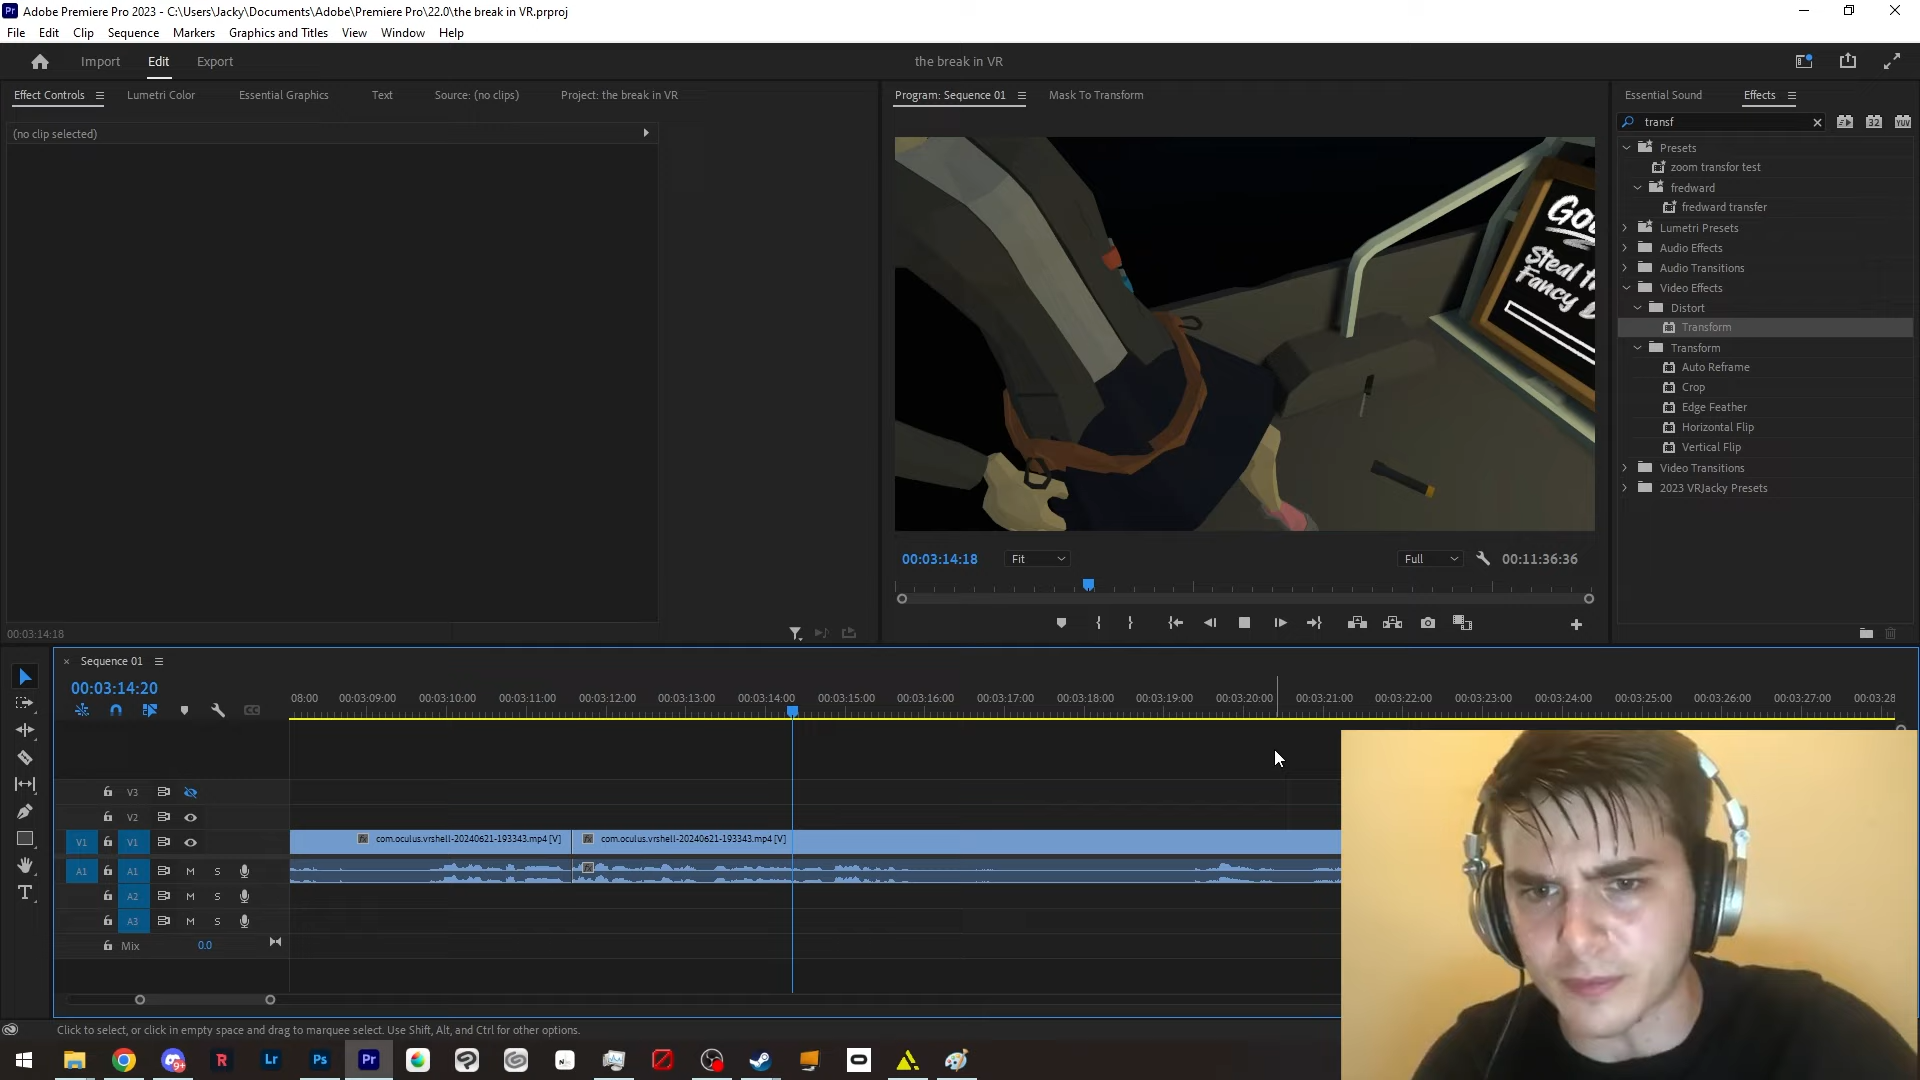 Adobe Premiere Pro 2023 - C:\Users\Jacky\Documents\Adobe\Premiere Pro\22.0\the break in VR.prproj
File Edit Clip Sequence Markers Graphics and Titles View Window Help
Import Edit Export
the break in VR
Effect Controls Lumetri Color Essential Graphics Text Source: (no clips) Project: the break in VR
Program: Sequence 01 Mask To Transform
Essential Sound Effects
(no clip selected)
transf
Presets
zoom transfor test
fredward
fredward transfer
Lumetri Presets
Audio Effects
Audio Transitions
Video Effects
Distort
Transform
Transform
Auto Reframe
Crop
Edge Feather
Horizontal Flip
Vertical Flip
Video Transitions
2023 VRJacky Presets
Steal
Fancy
00:03:14:18 Fit Full 00:11:36:36
00:03:14:18
Sequence 01
00:03:14:20
08:00 00:03:09:00 00:03:10:00 00:03:11:00 00:03:12:00 00:03:13:00 00:03:14:00 00:03:15:00 00:03:16:00 00:03:17:00 00:03:18:00 00:03:19:00 00:03:20:00 00:03:21:00 00:03:22:00 00:03:23:00 00:03:24:00 00:03:25:00 00:03:26:00 00:03:27:00 00:03:28
V3
V2
V1 V1 com.oculus.vrshell-20240621-193343.mp4 [V] com.oculus.vrshell-20240621-193343.mp4 [V]
A1 A1 M S
A2 M S
A3 M S
Mix 0.0
Click to select, or click in empty space and drag to marquee select. Use Shift, Alt, and Ctrl for other options.
9+ R Lr Ps Pr